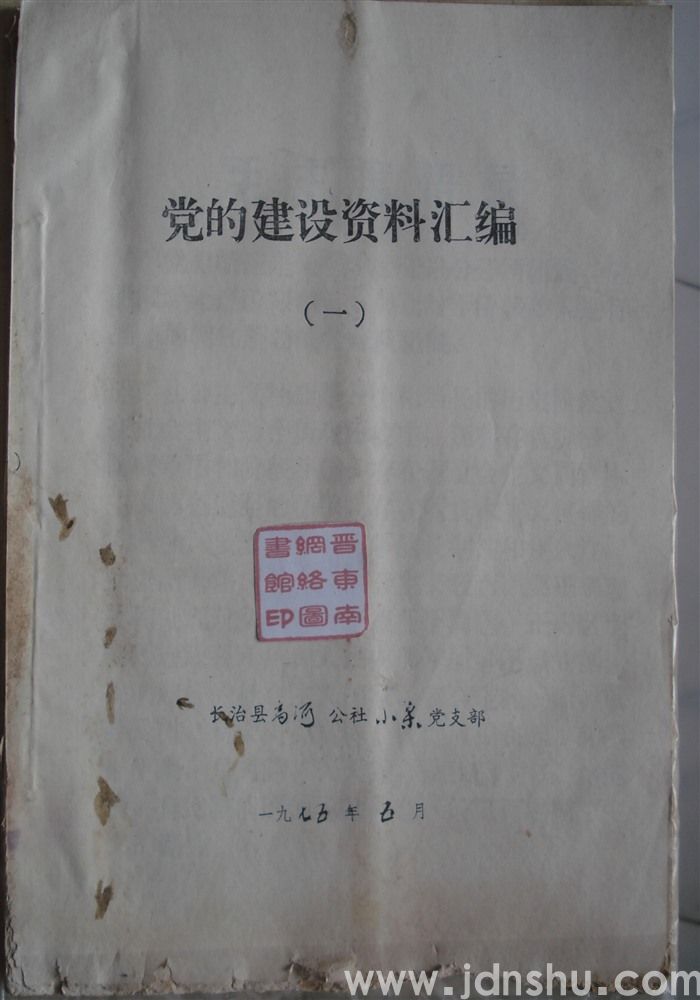 党的建设资料汇编
（一）
晋東南
網絡圖
書館印
长治县高河公社小梁党支部
一九七五年五月
www.jdnshu.com